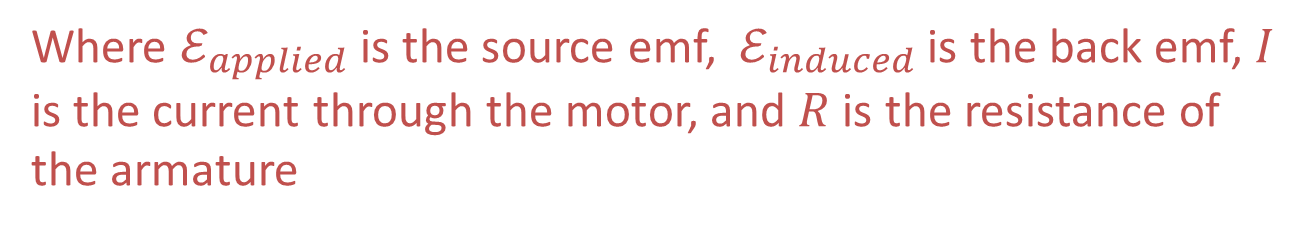 Where ℰ_applied is the source emf, ℰ_induced is the back emf, I
is the current through the motor, and R is the resistance of
the armature